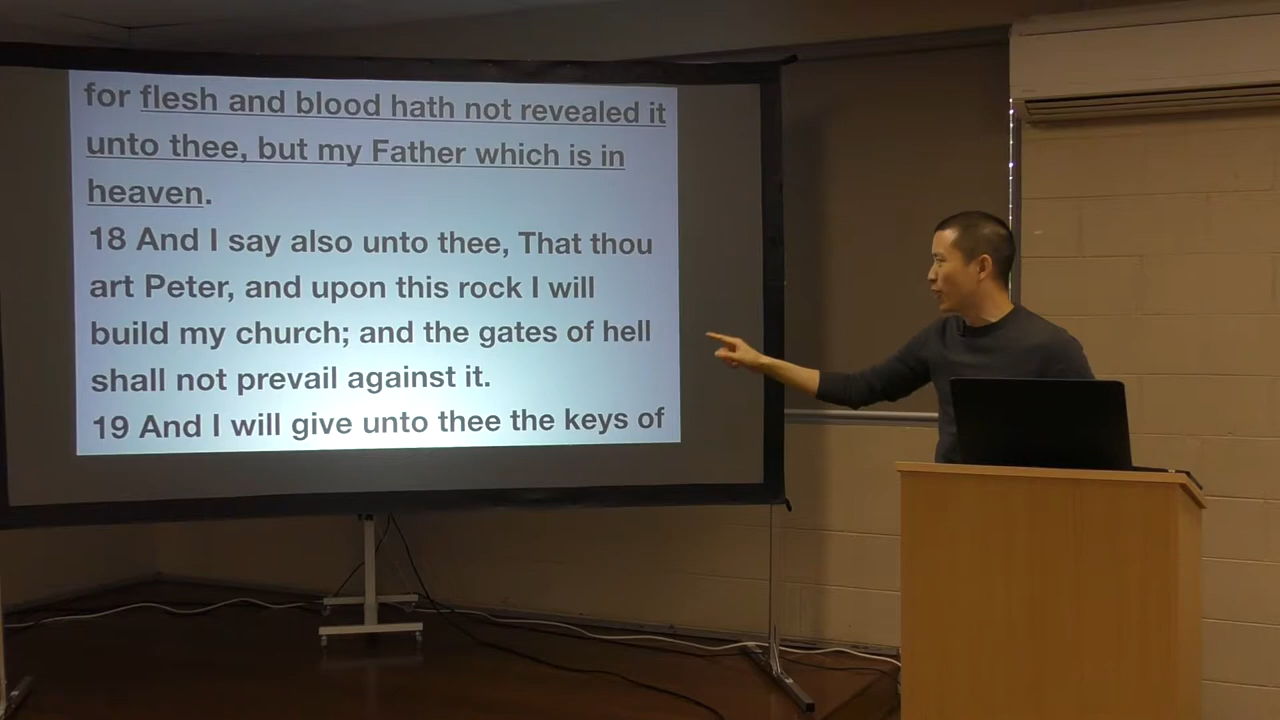 for flesh and blood hath not revealed it
unto thee, but my Father which is in
heaven.
18 And I say also unto thee, That thou
art Peter, and upon this rock I will
build my church; and the gates of hell
shall not prevail against it.
19 And I will give unto thee the keys of